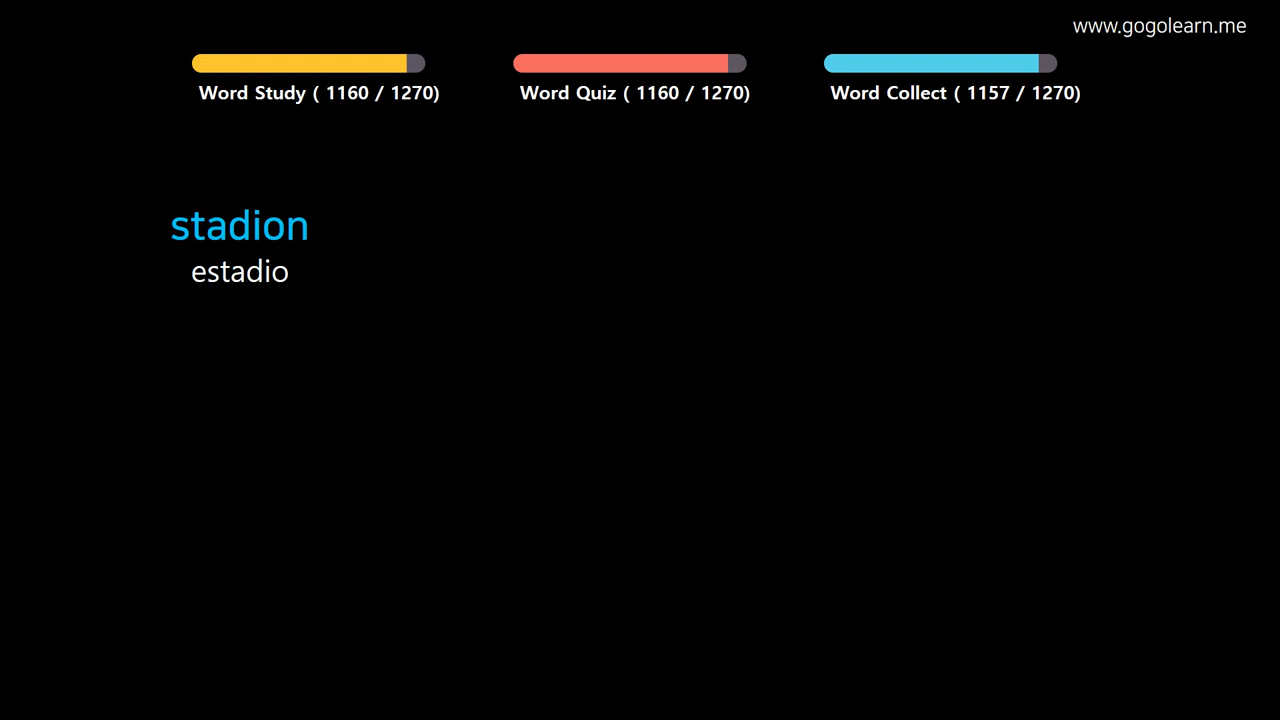 www.gogolearn.me
Word Study ( 1160 / 1270)
Word Quiz ( 1160 / 1270)
Word Collect ( 1157 / 1270)
stadion
estadio